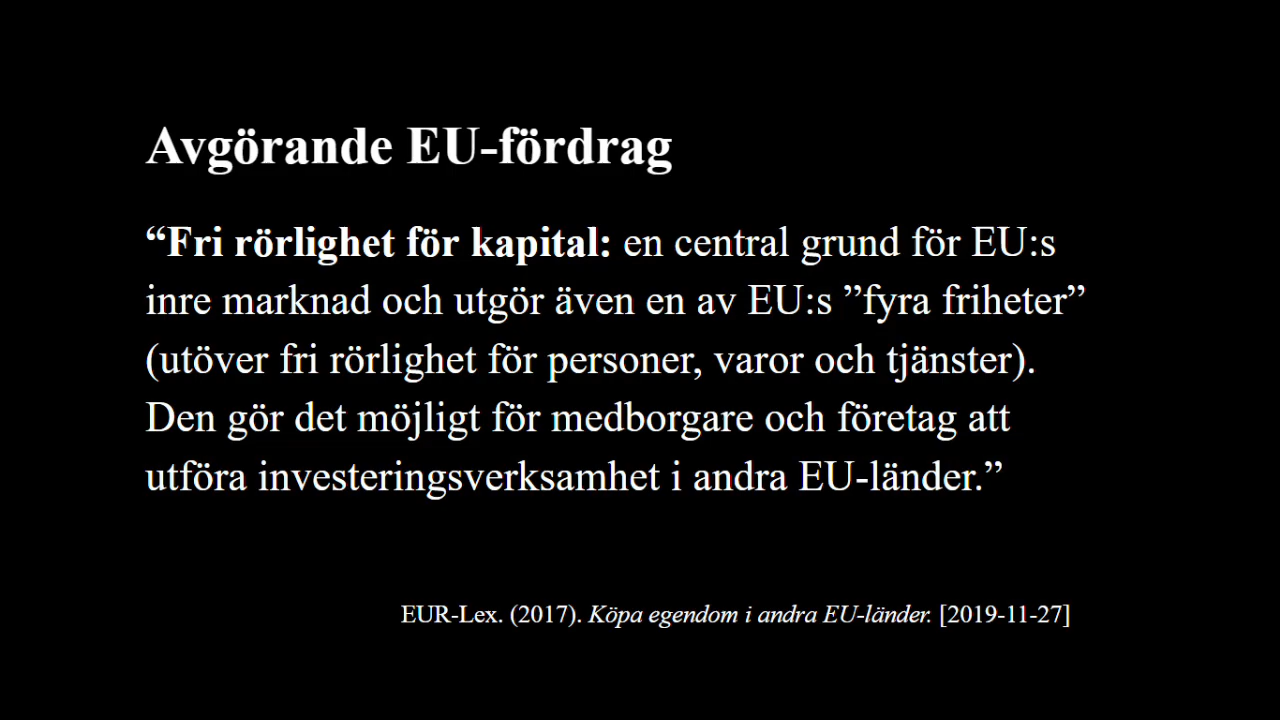 Avgörande EU-fördrag
“Fri rörlighet för kapital: en central grund för EU:s
inre marknad och utgör även en av EU:s ”fyra friheter”
(utöver fri rörlighet för personer, varor och tjänster).
Den gör det möjligt för medborgare och företag att
utföra investeringsverksamhet i andra EU-länder.”
EUR-Lex. (2017). Köpa egendom i andra EU-länder. [2019-11-27]